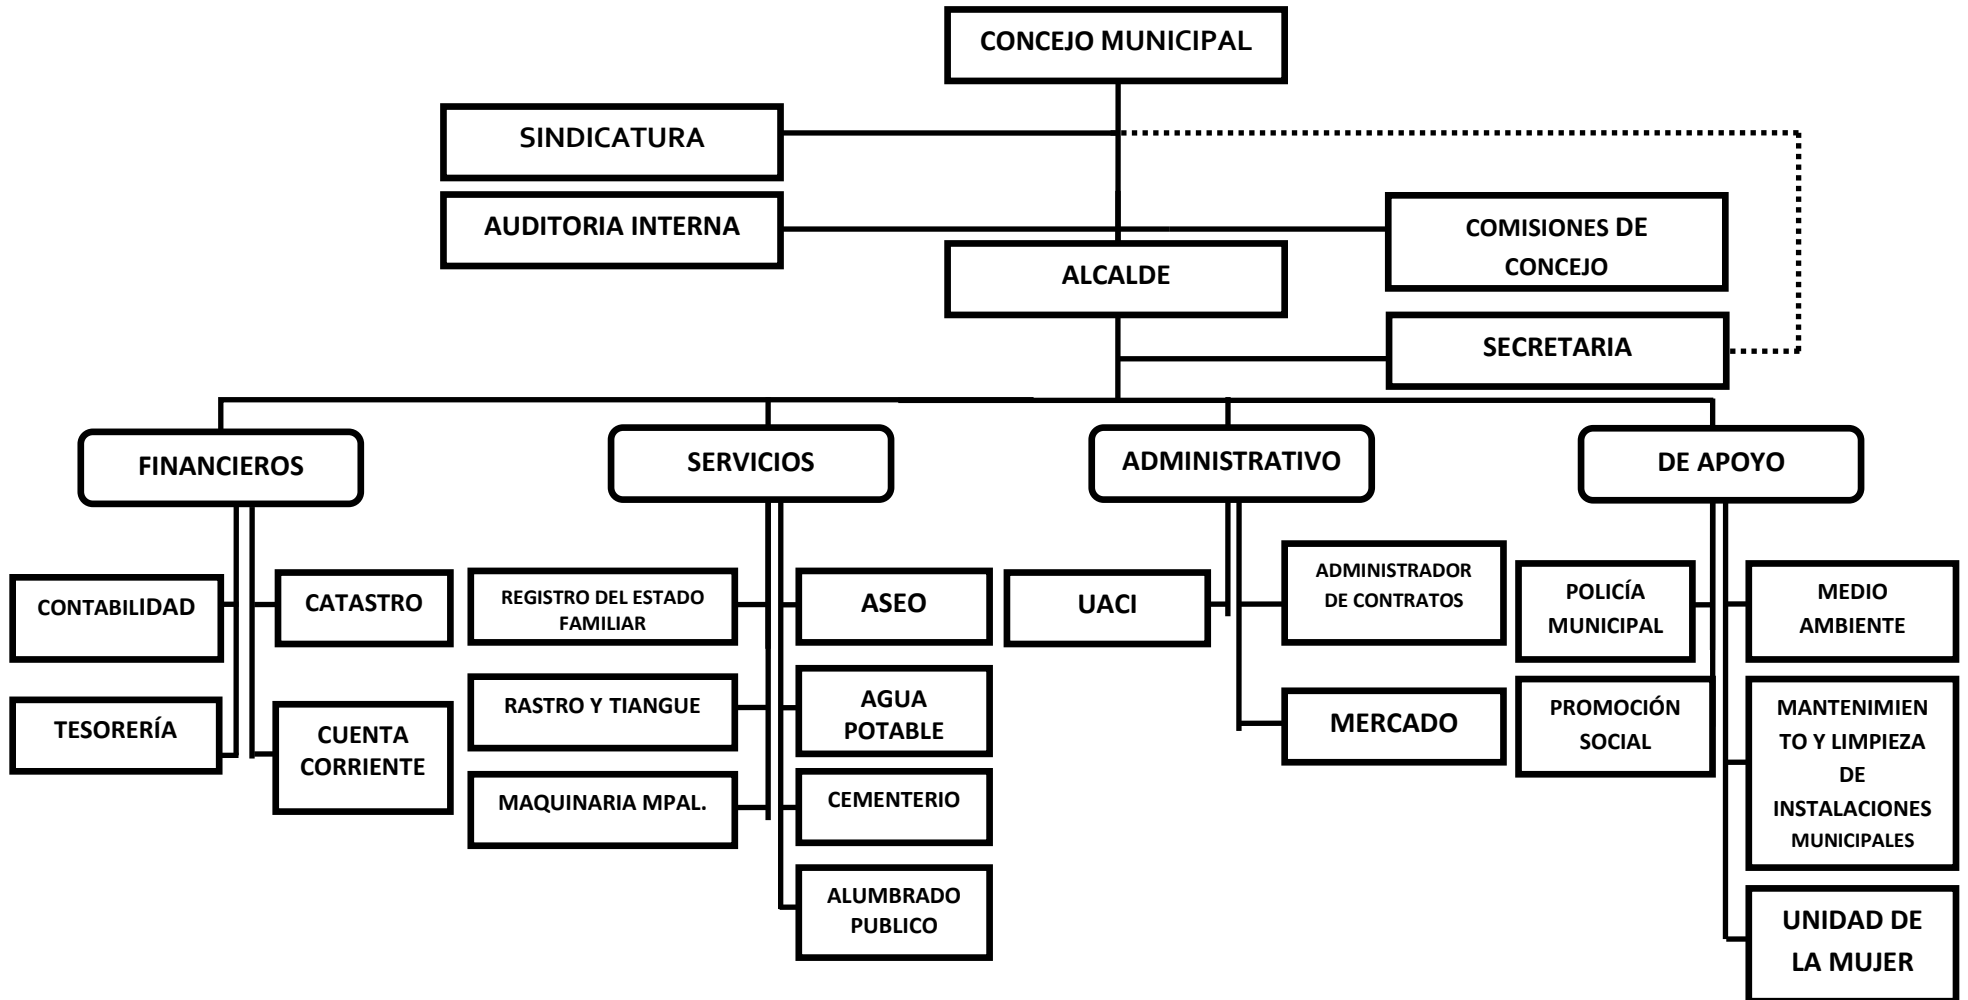 CONCEJO MUNICIPAL
SINDICATURA
AUDITORIA INTERNA
COMISIONES DE
CONCEJO
ALCALDE
SECRETARIA
FINANCIEROS
SERVICIOS
ADMINISTRATIVO
DE APOYO
CONTABILIDAD
CATASTRO
TESORERÍA
CUENTA
CORRIENTE
REGISTRO DEL ESTADO
FAMILIAR
ASEO
RASTRO Y TIANGUE
AGUA
POTABLE
MAQUINARIA MPAL.
CEMENTERIO
ALUMBRADO
PUBLICO
UACI
ADMINISTRADOR
DE CONTRATOS
MERCADO
POLICÍA
MUNICIPAL
MEDIO
AMBIENTE
PROMOCIÓN
SOCIAL
MANTENIMIEN
TO Y LIMPIEZA
DE
INSTALACIONES
MUNICIPALES
UNIDAD DE
LA MUJER